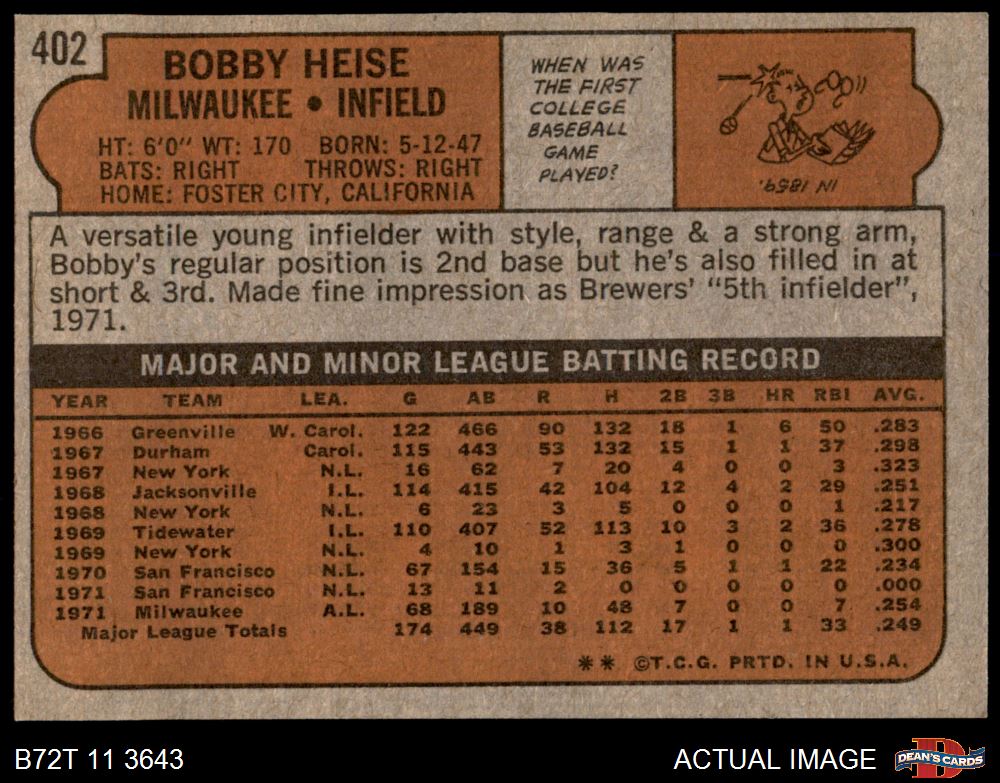 402
BOBBY HEISE
MILWAUKEE • INFIELD
HT: 6'0" WT: 170 BORN: 5-12-47
BATS: RIGHT THROWS: RIGHT
HOME: FOSTER CITY, CALIFORNIA
WHEN WAS
THE FIRST
COLLEGE
BASEBALL
GAME
PLAYED?
IN 1859.
A versatile young infielder with style, range & a strong arm,
Bobby's regular position is 2nd base but he's also filled in at
short & 3rd. Made fine impression as Brewers' "5th infielder",
1971.
MAJOR AND MINOR LEAGUE BATTING RECORD
YEAR TEAM LEA. G AB R H 2B 3B HR RBI AVG.
1966 Greenville W. Carol. 122 466 90 132 18 1 6 50 .283
1967 Durham Carol. 115 443 53 132 15 1 1 37 .298
1967 New York N.L. 16 62 7 20 4 0 0 3 .323
1968 Jacksonville I.L. 114 415 42 104 12 4 2 29 .251
1968 New York N.L. 6 23 3 5 0 0 0 1 .217
1969 Tidewater I.L. 110 407 52 113 10 3 2 36 .278
1969 New York N.L. 4 10 1 3 1 0 0 0 .300
1970 San Francisco N.L. 67 154 15 36 5 1 1 22 .234
1971 San Francisco N.L. 13 11 2 0 0 0 0 0 .000
1971 Milwaukee A.L. 68 189 10 48 7 0 0 7 .254
Major League Totals 174 449 38 112 17 1 1 33 .249
** ©T.C.G. PRTD. IN U.S.A.
B72T 11 3643
ACTUAL IMAGE
D
DEAN'S CARDS